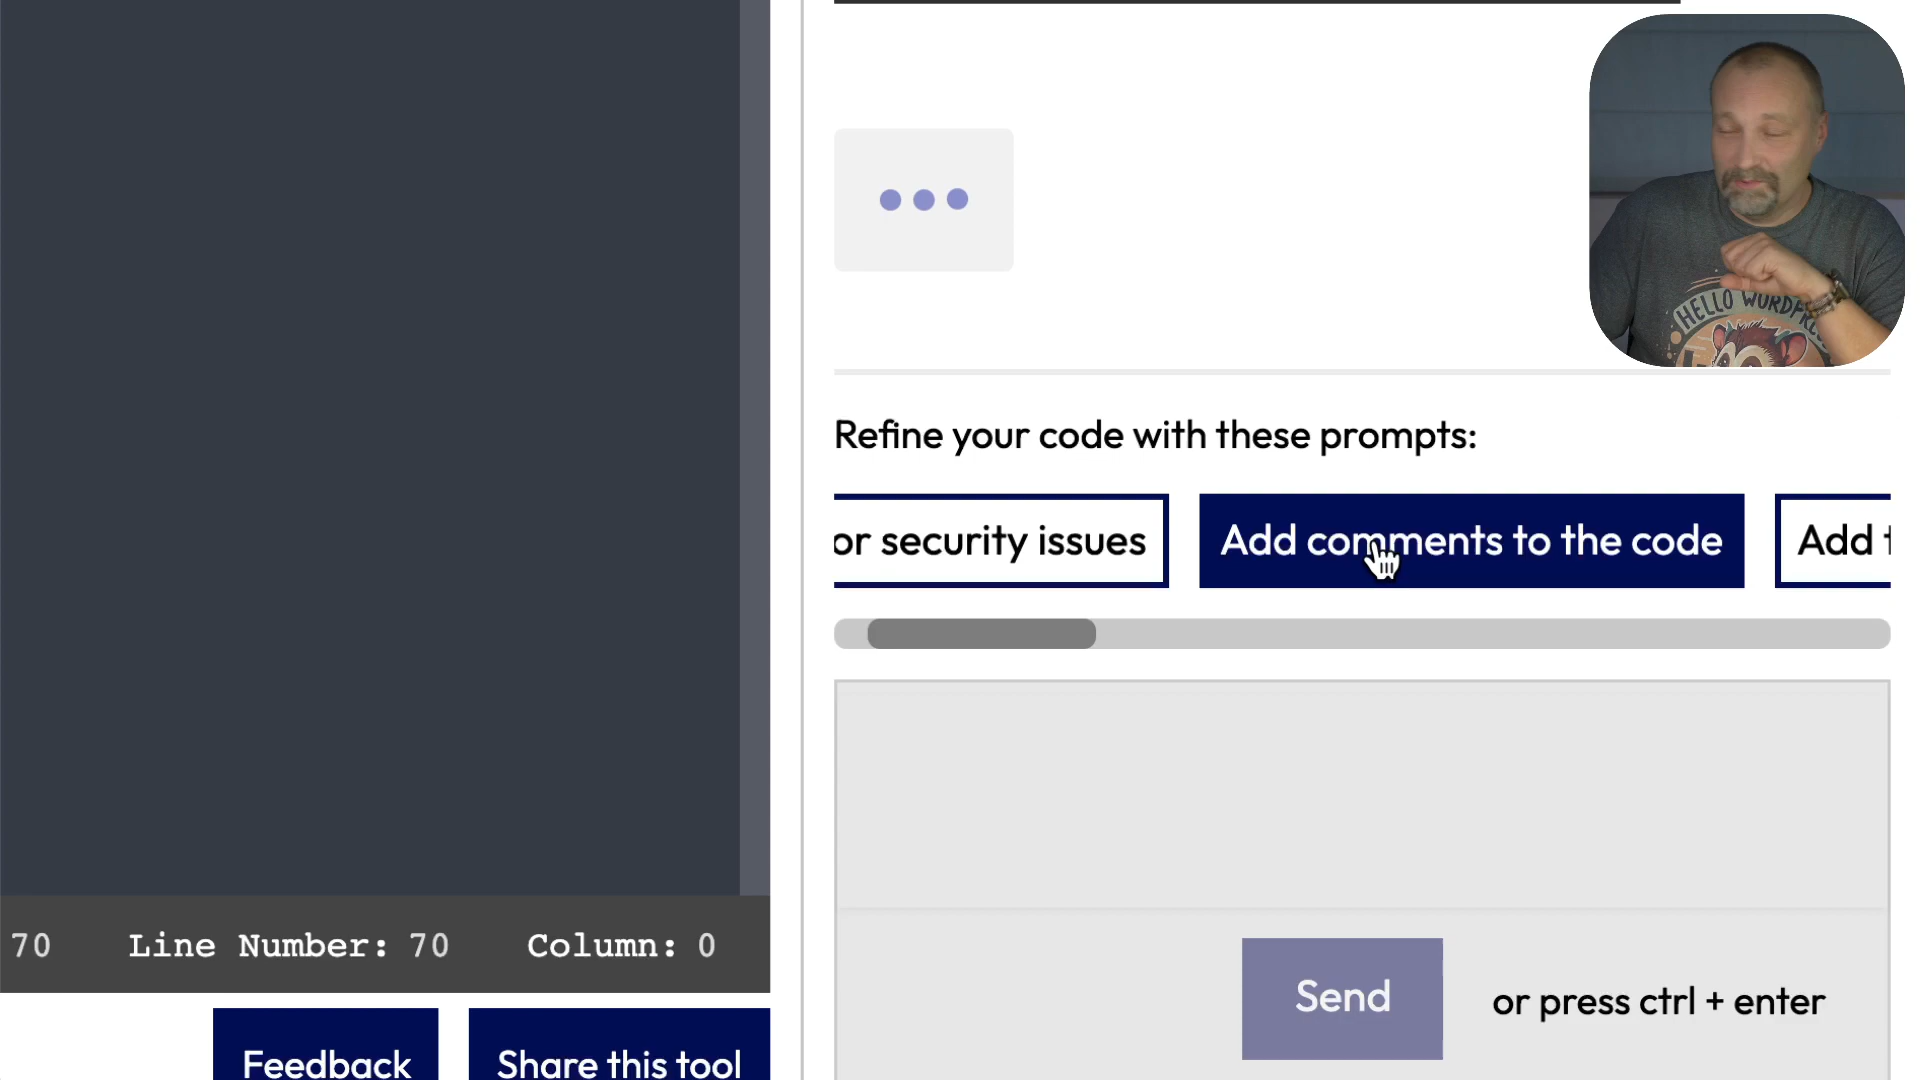 HELLO WORDPR
Refine your code with these prompts:
or security issues
Add comments to the code
Add
70
Line Number: 70
Column: 0
Send
or press ctrl + enter
Feedback
Share this tool